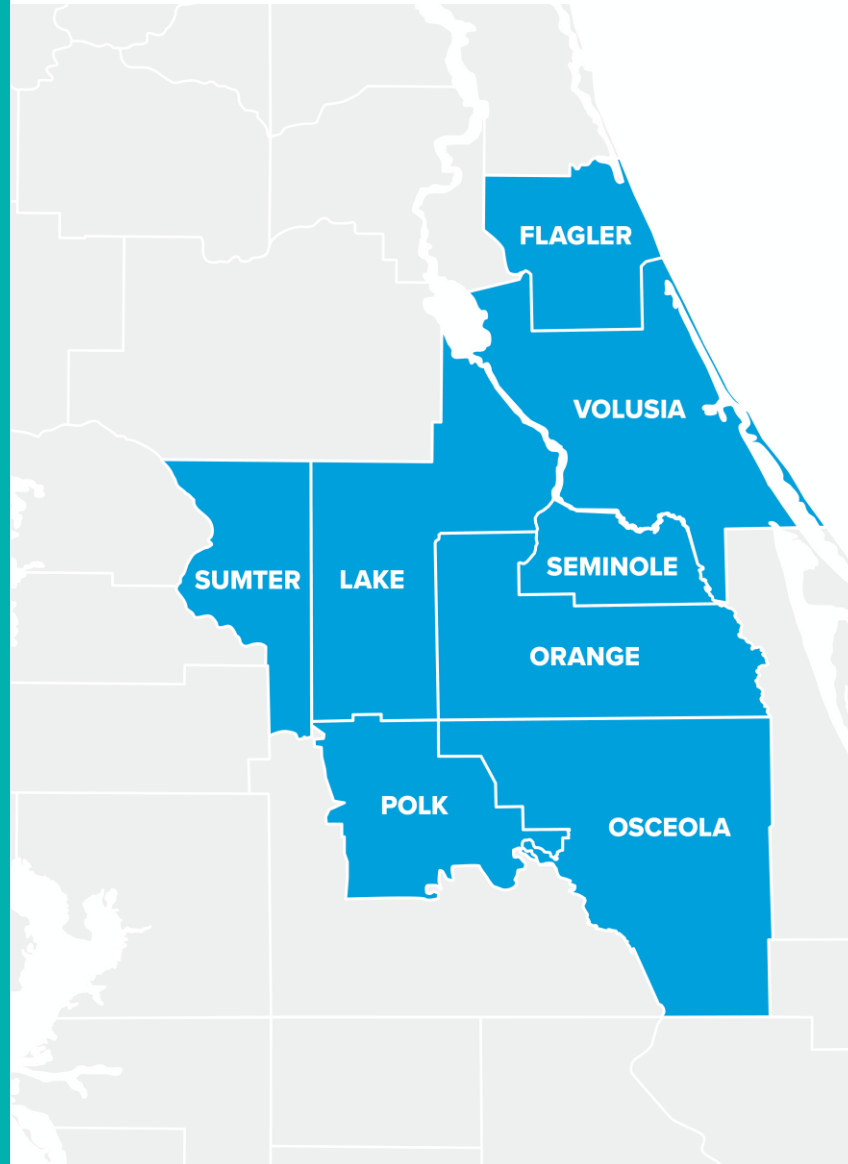 FLAGLER
VOLUSIA
SEMINOLE
SUMTER
LAKE
ORANGE
POLK
OSCEOLA